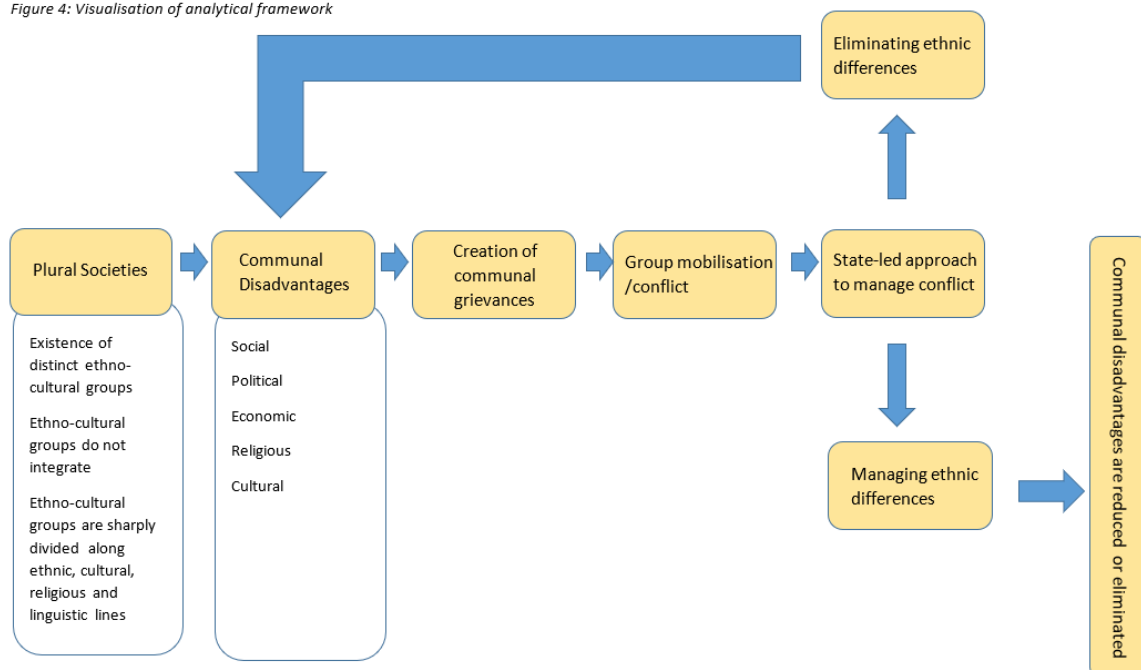 Figure 4: Visualisation of analytical framework
Eliminating ethnic
differences
Plural Societies
Communal
Disadvantages
Creation of
communal
grievances
Group mobilisation
/conflict
State-led approach
to manage conflict
Existence of
distinct ethno-
cultural groups
Ethno-cultural
groups do not
integrate
Ethno-cultural
groups are sharply
divided along
ethnic, cultural,
religious and
linguistic lines
Social
Political
Economic
Religious
Cultural
Managing ethnic
differences
Communal disadvantages are reduced or eliminated